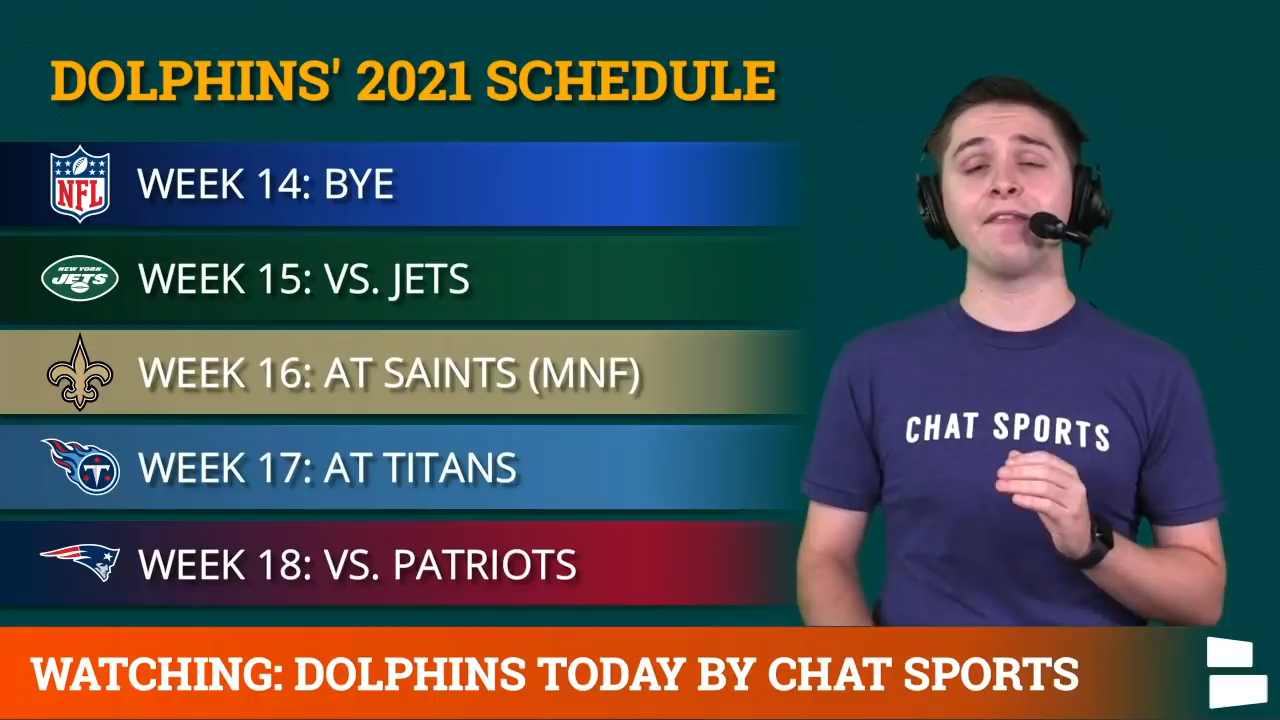 DOLPHINS' 2021 SCHEDULE
NFL
WEEK 14: BYE
NEW YORK
JETS
WEEK 15: VS. JETS
WEEK 16: AT SAINTS (MNF)
T
WEEK 17: AT TITANS
WEEK 18: VS. PATRIOTS
CHAT SPORTS
WATCHING: DOLPHINS TODAY BY CHAT SPORTS